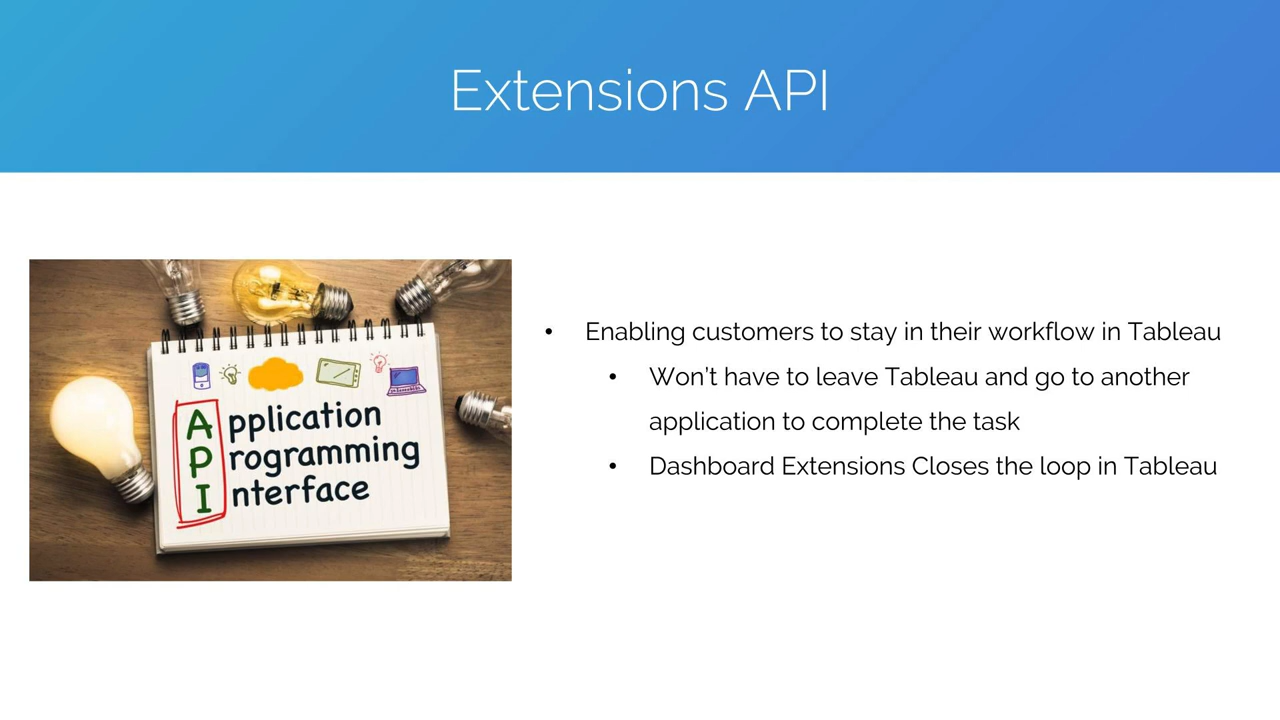 Extensions API
Application
Programming
Interface
• Enabling customers to stay in their workflow in Tableau
• Won't have to leave Tableau and go to another
application to complete the task
• Dashboard Extensions Closes the loop in Tableau